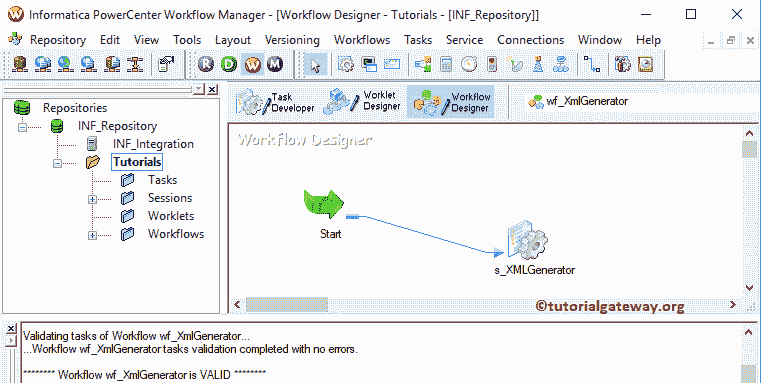 Informatica PowerCenter Workflow Manager - [Workflow Designer - Tutorials - [INF_Repository]]
Repository Edit View Tools Layout Versioning Workflows Tasks Service Connections Window Help
R D W M
Repositories
INF_Repository
INF_Integration
Tutorials
Tasks
Sessions
Worklets
Workflows
Task Developer
Worklet Designer
Workflow Designer
wf_XmlGenerator
Workflow Designer
Start
s_XMLGenerator
©tutorialgateway.org
Validating tasks of Workflow wf_XmlGenerator...
...Workflow wf_XmlGenerator tasks validation completed with no errors.
******** Workflow wf_XmlGenerator is VALID ********